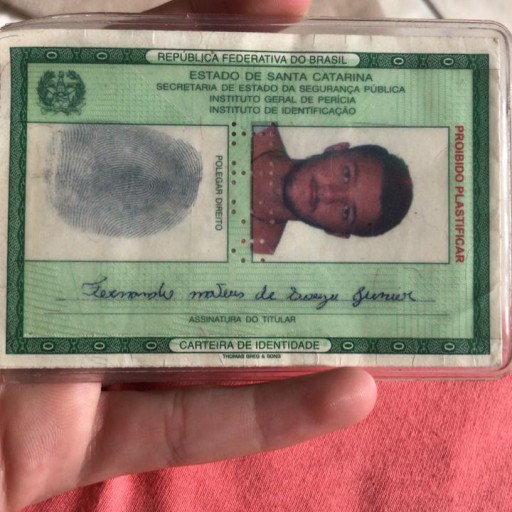 REPÚBLICA FEDERATIVA DO BRASIL
ESTADO DE SANTA CATARINA
SECRETARIA DE ESTADO DA SEGURANÇA PÚBLICA
INSTITUTO GERAL DE PERÍCIA
INSTITUTO DE IDENTIFICAÇÃO
POLEGAR DIREITO
PROIBIDO PLASTIFICAR
Fernando mateus de Souza Junior
ASSINATURA DO TITULAR
CARTEIRA DE IDENTIDADE
THOMAS GREG & SONS